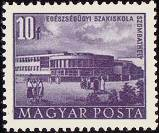 10f
EGÉSZSÉGÜGYI SZAKISKOLA
SZOMBATHELY
MAGYAR POSTA